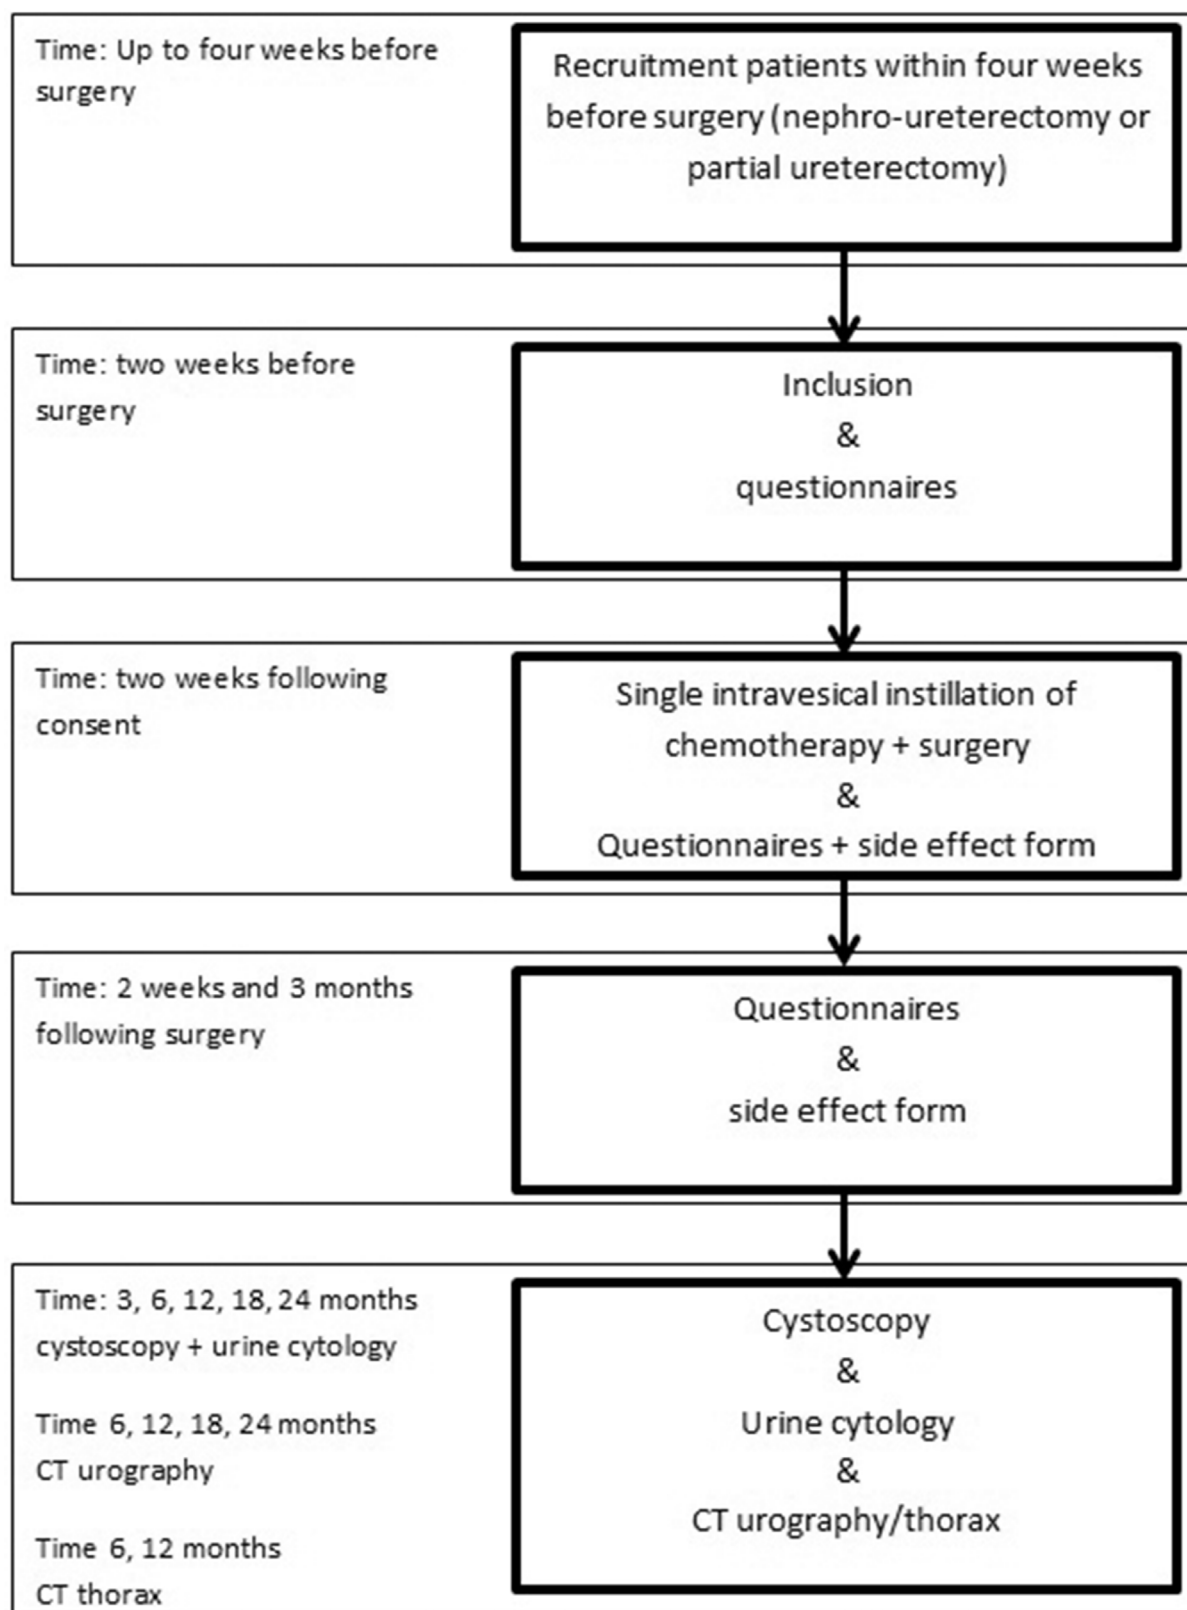 Time: Up to four weeks before
surgery
Recruitment patients within four weeks
before surgery (nephro-ureterectomy or
partial ureterectomy)
Time: two weeks before
surgery
Inclusion
&
questionnaires
Time: two weeks following
consent
Single intravesical instillation of
chemotherapy + surgery
&
Questionnaires + side effect form
Time: 2 weeks and 3 months
following surgery
Questionnaires
&
side effect form
Time: 3, 6, 12, 18, 24 months
cystoscopy + urine cytology
Time 6, 12, 18, 24 months
CT urography
Time 6, 12 months
CT thorax
Cystoscopy
&
Urine cytology
&
CT urography/thorax